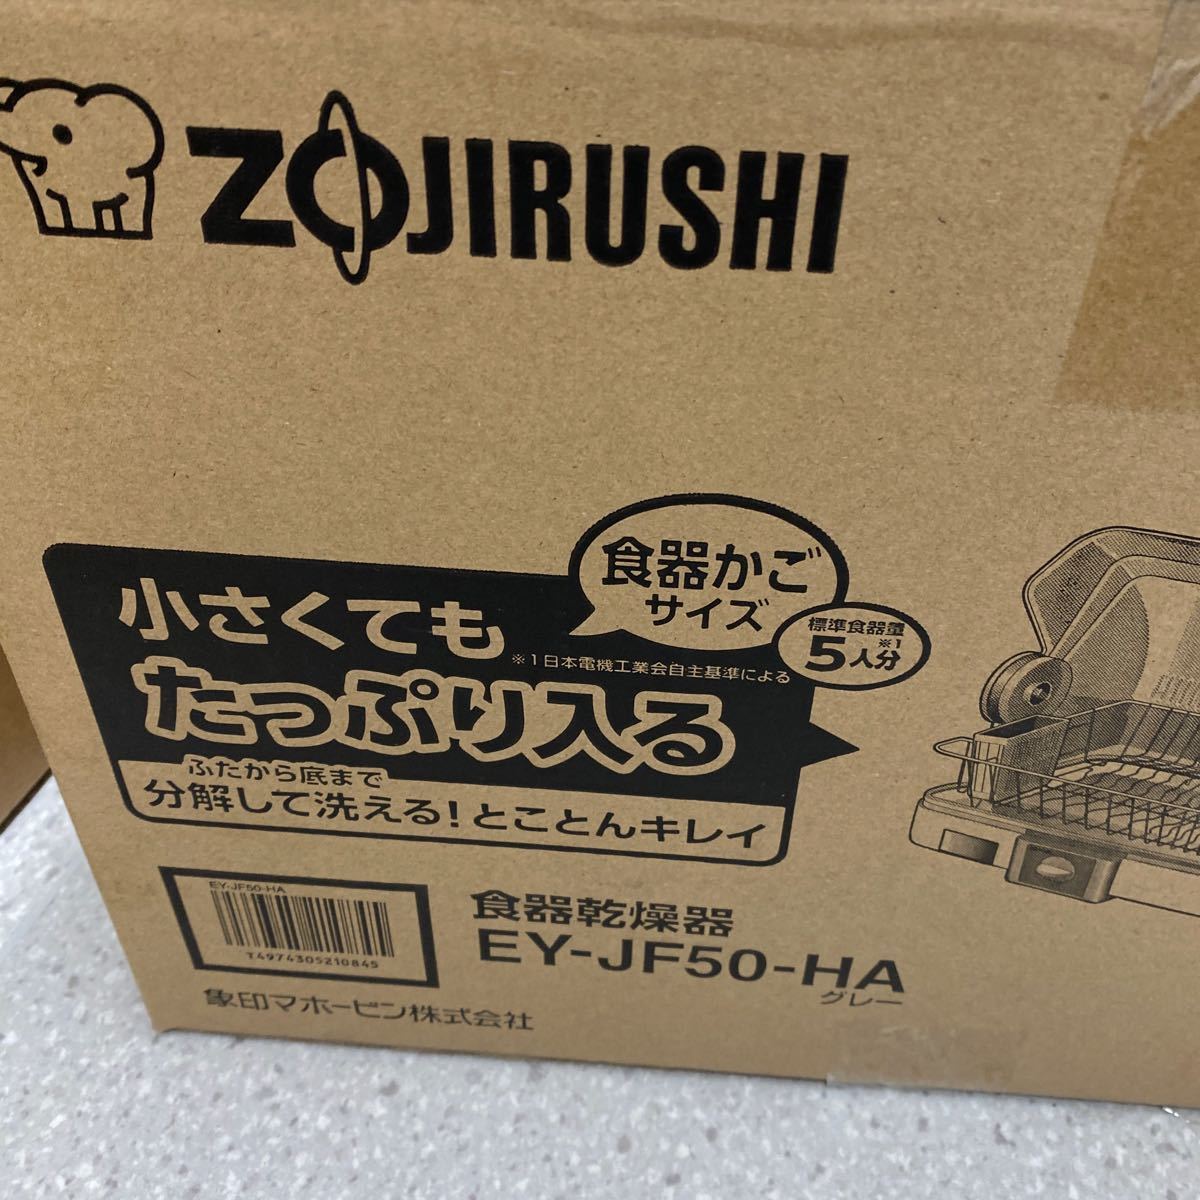 ZOJIRUSHI
食器かご
サイズ
標準食器量
※1
5人分
小さくても
※1日本電機工業会自主基準による
たっぷり入る
ふたから底まで
分解して洗える!とことんキレイ
EY-JF50-HA
T4974305210845
食器乾燥器
EY-JF50-HA
グレー
象印マホービン株式会社